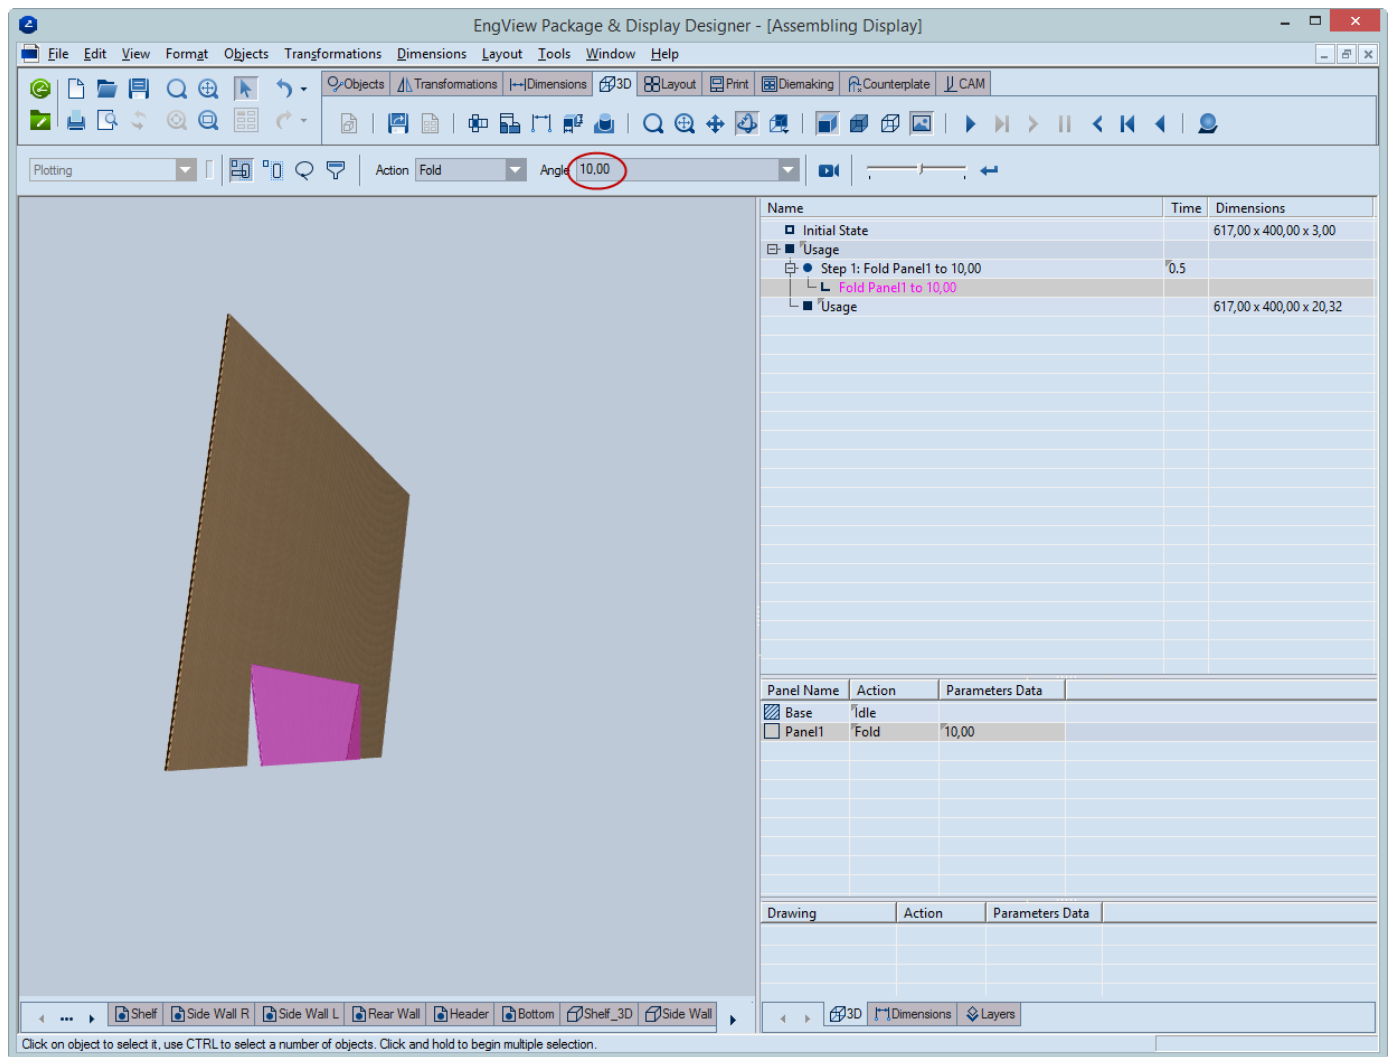 EngView Package & Display Designer - [Assembling Display]
File Edit View Format Objects Transformations Dimensions Layout Tools Window Help
Objects Transformations Dimensions 3D Layout Print Diemaking Counterplate CAM
Plotting Action Fold Angle 10,00
Name Time Dimensions
Initial State 617,00 x 400,00 x 3,00
Usage
Step 1: Fold Panel1 to 10,00 0.5
Fold Panel1 to 10,00
Usage 617,00 x 400,00 x 20,32
Panel Name Action Parameters Data
Base Idle
Panel1 Fold 10,00
Drawing Action Parameters Data
Shelf Side Wall R Side Wall L Rear Wall Header Bottom Shelf_3D Side Wall
3D Dimensions Layers
Click on object to select it, use CTRL to select a number of objects. Click and hold to begin multiple selection.